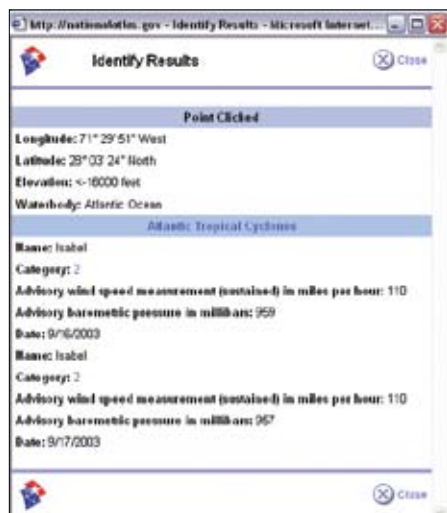 http://nationalatlas.gov - Identify Results - Microsoft Internet...
Identify Results
Close
Point Clicked
Longitude: 71° 29' 51" West
Latitude: 28° 03' 24" North
Elevation: <-16000 feet
Waterbody: Atlantic Ocean
Atlantic Tropical Cyclones
Name: Isabel
Category: 2
Advisory wind speed measurement (sustained) in miles per hour: 110
Advisory barometric pressure in millibars: 959
Date: 9/16/2003
Name: Isabel
Category: 2
Advisory wind speed measurement (sustained) in miles per hour: 110
Advisory barometric pressure in millibars: 957
Date: 9/17/2003
Close